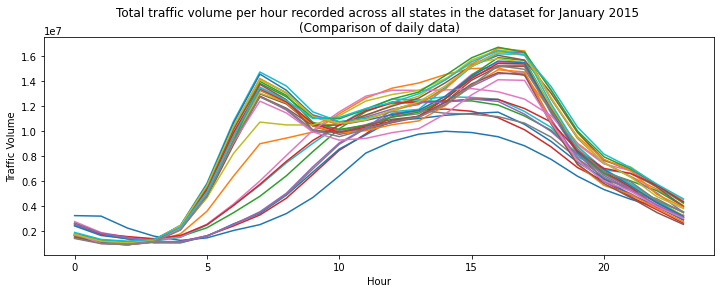 Total traffic volume per hour recorded across all states in the dataset for January 2015
(Comparison of daily data)
1e7
1.6
1.4
1.2
1.0
0.8
0.6
0.4
0.2
Traffic Volume
0 5 10 15 20
Hour